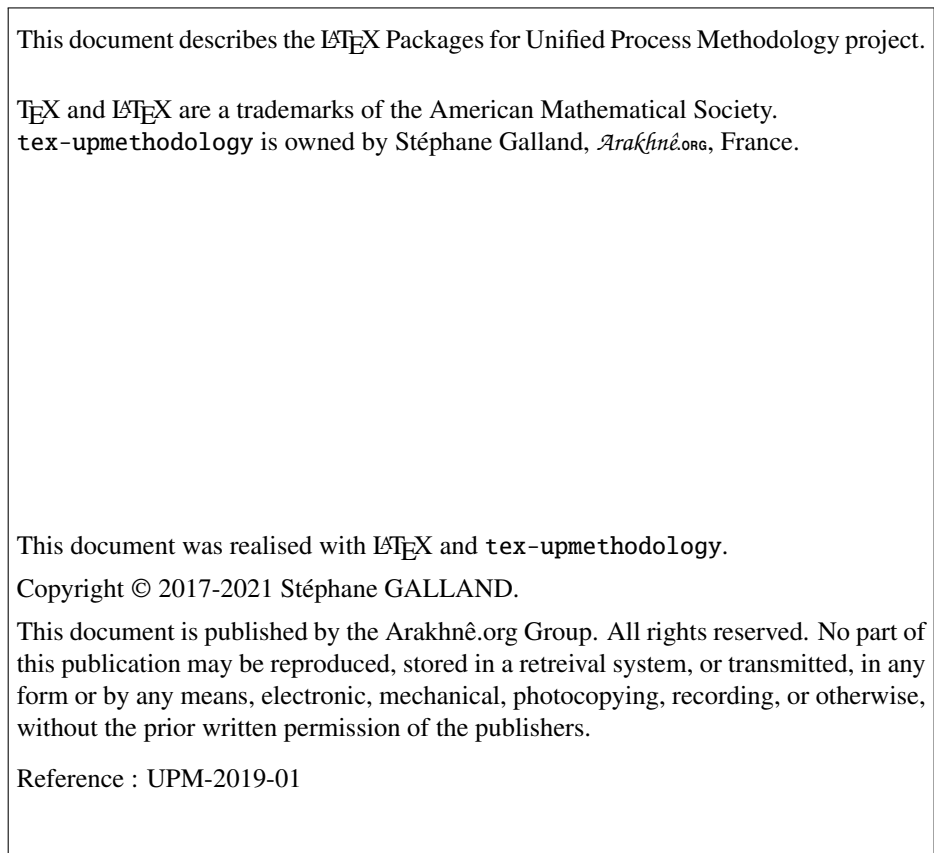 This document describes the LATEX Packages for Unified Process Methodology project.
TEX and LATEX are a trademarks of the American Mathematical Society.
tex-upmethodology is owned by Stéphane Galland, Arakhnê.ORG, France.
This document was realised with LATEX and tex-upmethodology.
Copyright © 2017-2021 Stéphane GALLAND.
This document is published by the Arakhnê.org Group. All rights reserved. No part of
this publication may be reproduced, stored in a retreival system, or transmitted, in any
form or by any means, electronic, mechanical, photocopying, recording, or otherwise,
without the prior written permission of the publishers.
Reference : UPM-2019-01